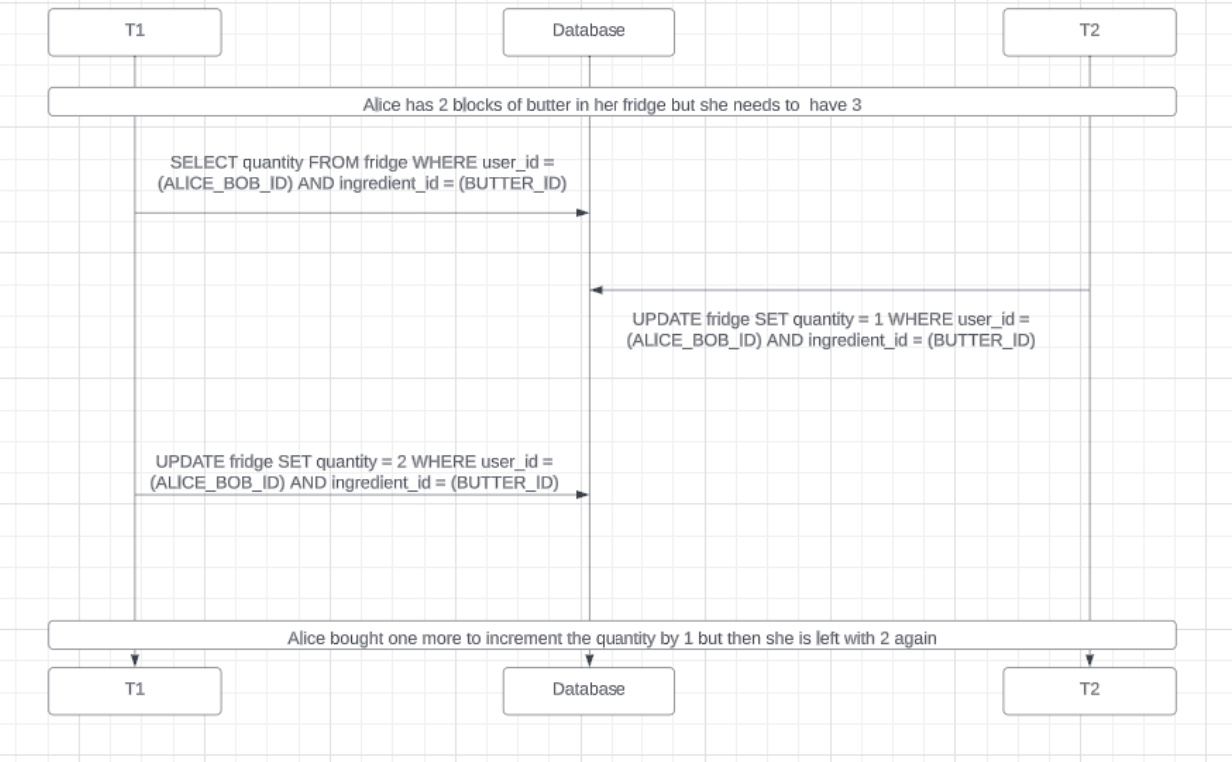 T1
Database
T2
Alice has 2 blocks of butter in her fridge but she needs to  have 3
SELECT quantity FROM fridge WHERE user_id =
(ALICE_BOB_ID) AND ingredient_id = (BUTTER_ID)
UPDATE fridge SET quantity = 1 WHERE user_id =
(ALICE_BOB_ID) AND ingredient_id = (BUTTER_ID)
UPDATE fridge SET quantity = 2 WHERE user_id =
(ALICE_BOB_ID) AND ingredient_id = (BUTTER_ID)
Alice bought one more to increment the quantity by 1 but then she is left with 2 again
T1
Database
T2